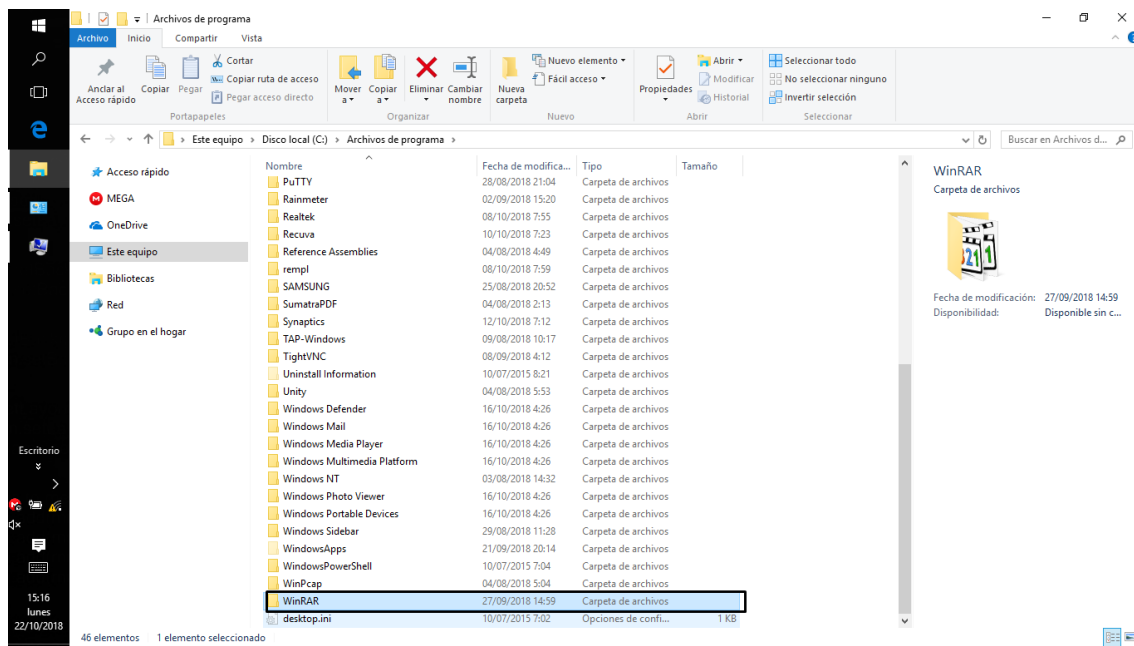 Archivos de programa
Archivo Inicio Compartir Vista
Anclar al Acceso rápido
Copiar
Pegar
Cortar
Copiar ruta de acceso
Pegar acceso directo
Portapapeles
Mover a
Copiar a
Eliminar
Cambiar nombre
Organizar
Nueva carpeta
Nuevo elemento
Fácil acceso
Nuevo
Propiedades
Abrir
Modificar
Historial
Abrir
Seleccionar todo
No seleccionar ninguno
Invertir selección
Seleccionar
Este equipo > Disco local (C:) > Archivos de programa >
Buscar en Archivos d...
Acceso rápido
MEGA
OneDrive
Este equipo
Bibliotecas
Red
Grupo en el hogar
Nombre Fecha de modifica... Tipo Tamaño
PuTTY 28/08/2018 21:04 Carpeta de archivos
Rainmeter 02/09/2018 15:20 Carpeta de archivos
Realtek 08/10/2018 7:55 Carpeta de archivos
Recuva 10/10/2018 7:23 Carpeta de archivos
Reference Assemblies 04/08/2018 4:49 Carpeta de archivos
rempl 08/10/2018 7:59 Carpeta de archivos
SAMSUNG 25/08/2018 20:52 Carpeta de archivos
SumatraPDF 04/08/2018 2:13 Carpeta de archivos
Synaptics 12/10/2018 7:12 Carpeta de archivos
TAP-Windows 09/08/2018 10:17 Carpeta de archivos
TightVNC 08/09/2018 4:12 Carpeta de archivos
Uninstall Information 10/07/2015 8:21 Carpeta de archivos
Unity 04/08/2018 5:53 Carpeta de archivos
Windows Defender 16/10/2018 4:26 Carpeta de archivos
Windows Mail 16/10/2018 4:26 Carpeta de archivos
Windows Media Player 16/10/2018 4:26 Carpeta de archivos
Windows Multimedia Platform 16/10/2018 4:26 Carpeta de archivos
Windows NT 03/08/2018 14:32 Carpeta de archivos
Windows Photo Viewer 16/10/2018 4:26 Carpeta de archivos
Windows Portable Devices 16/10/2018 4:26 Carpeta de archivos
Windows Sidebar 29/08/2018 11:28 Carpeta de archivos
WindowsApps 21/09/2018 20:14 Carpeta de archivos
WindowsPowerShell 10/07/2015 7:04 Carpeta de archivos
WinPcap 04/08/2018 5:04 Carpeta de archivos
WinRAR 27/09/2018 14:59 Carpeta de archivos
desktop.ini 10/07/2015 7:02 Opciones de confi... 1 KB
WinRAR
Carpeta de archivos
Fecha de modificación: 27/09/2018 14:59
Disponibilidad: Disponible sin c...
46 elementos 1 elemento seleccionado
Escritorio
15:16
lunes
22/10/2018